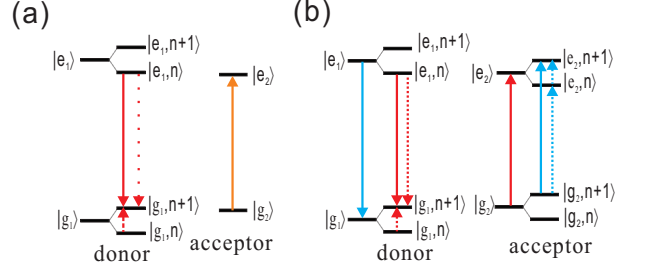 (a)
|e₁,n+1⟩
|e₁⟩
|e₁,n⟩
|e₂⟩
|g₁,n+1⟩
|g₁⟩
|g₂⟩
|g₁,n⟩
donor
acceptor
(b)
|e₁,n+1⟩
|e₁⟩
|e₁,n⟩
|e₂,n+1⟩
|e₂⟩
|e₂,n⟩
|g₁,n+1⟩
|g₁⟩
|g₁,n⟩
|g₂,n+1⟩
|g₂⟩
|g₂,n⟩
donor
acceptor